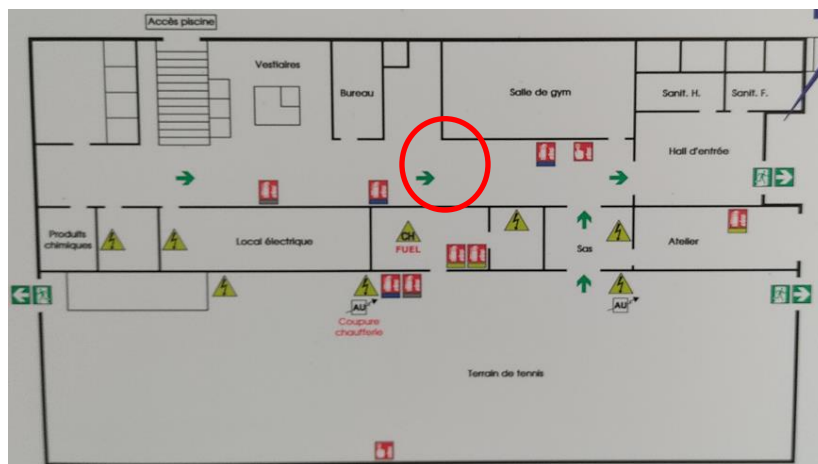 Accès piscine
Vestiaires
Bureau
Salle de gym
Sanit. H.
Sanit. F.
Hall d'entrée
Produits
chimiques
Local électrique
CH
FUEL
Sas
Atelier
AU
Coupure
chaufferie
AU
Terrain de tennis